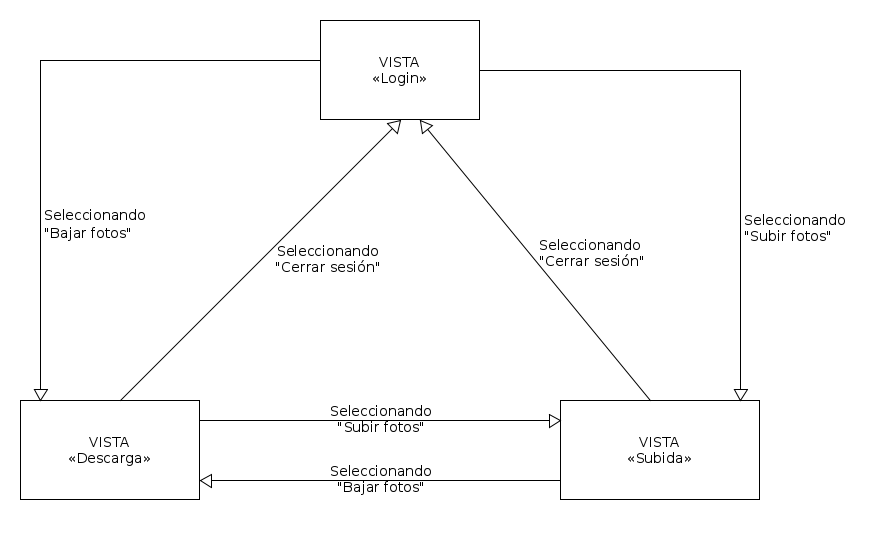 VISTA
«Login»
Seleccionando
"Bajar fotos"
Seleccionando
"Subir fotos"
Seleccionando
"Cerrar sesión"
Seleccionando
"Cerrar sesión"
Seleccionando
"Subir fotos"
VISTA
«Descarga»
VISTA
«Subida»
Seleccionando
"Bajar fotos"